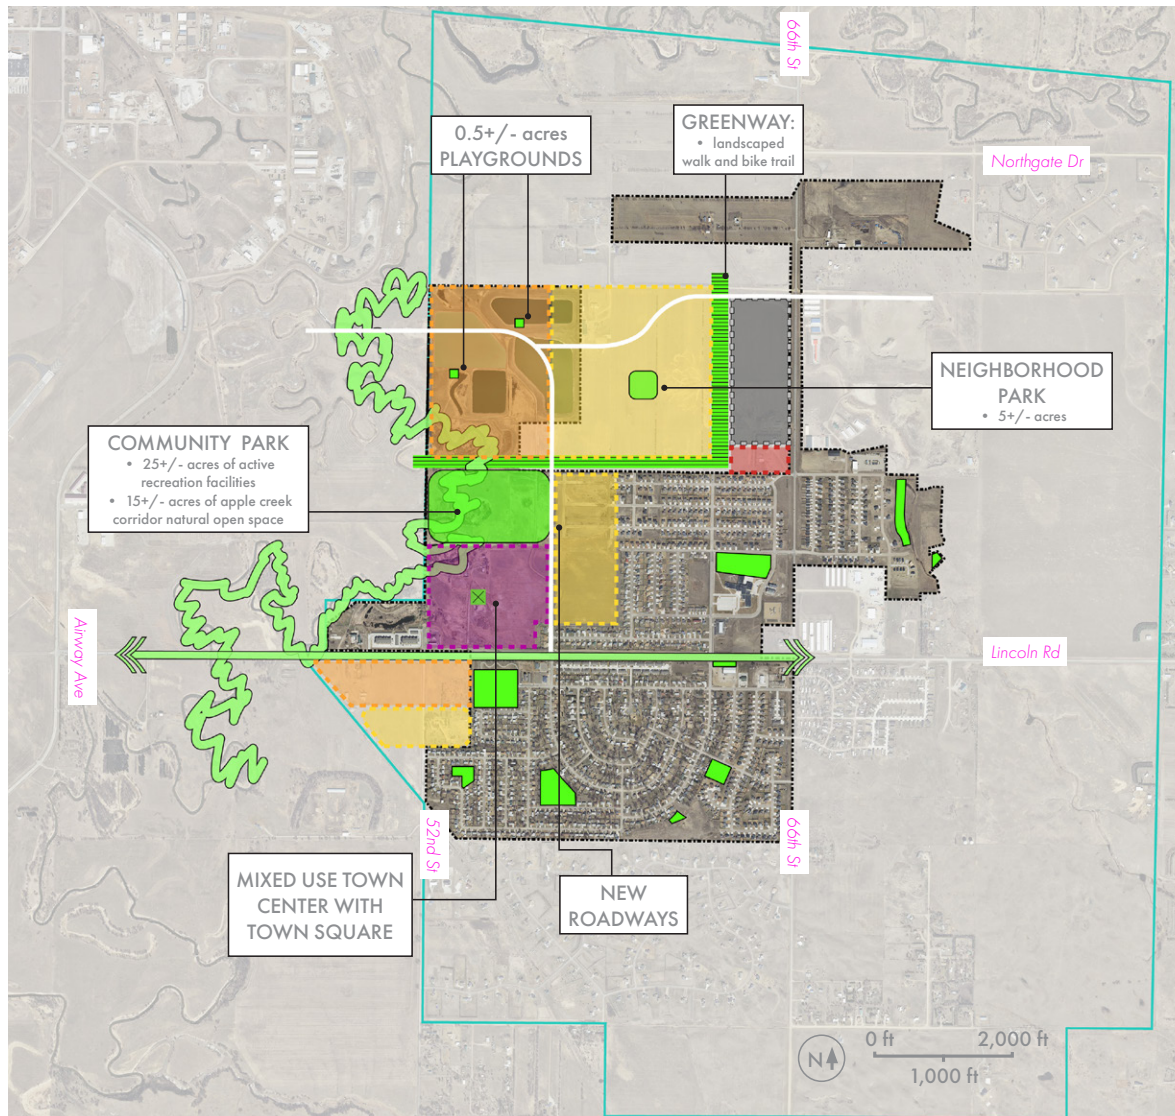 66th St
0.5+/- acres
PLAYGROUNDS
GREENWAY:
• landscaped
walk and bike trail
Northgate Dr
NEIGHBORHOOD
PARK
• 5+/- acres
COMMUNITY PARK
• 25+/- acres of active
recreation facilities
• 15+/- acres of apple creek
corridor natural open space
Airway Ave
Lincoln Rd
52nd St
66th St
MIXED USE TOWN
CENTER WITH
TOWN SQUARE
NEW
ROADWAYS
N
0 ft
2,000 ft
1,000 ft